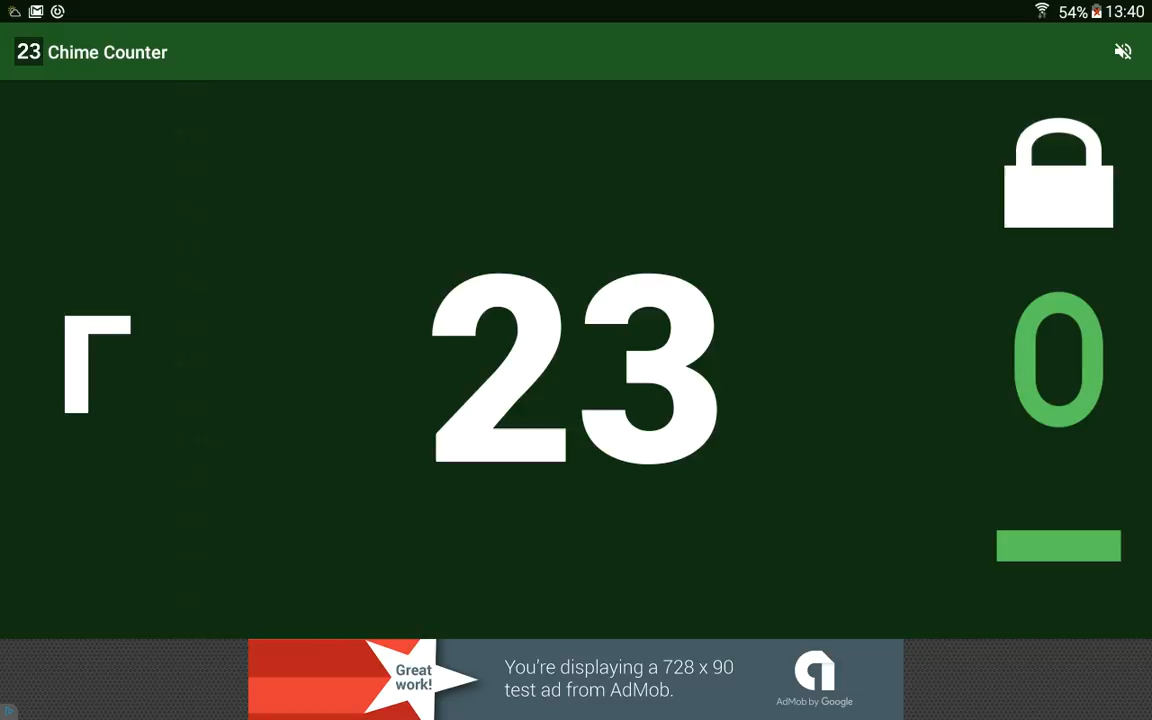 54% 13:40
23 Chime Counter
г
23
0
Great
work!
You're displaying a 728 x 90
test ad from AdMob.
AdMob by Google